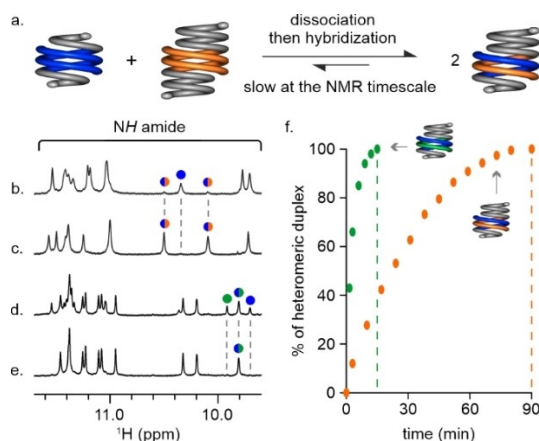 a.
dissociation
then hybridization
+
2
slow at the NMR timescale
NH amide
f.
b.
c.
d.
e.
11.0 10.0
¹H (ppm)
% of heteromeric duplex
100
80
60
40
20
0
0 30 60 90
time (min)